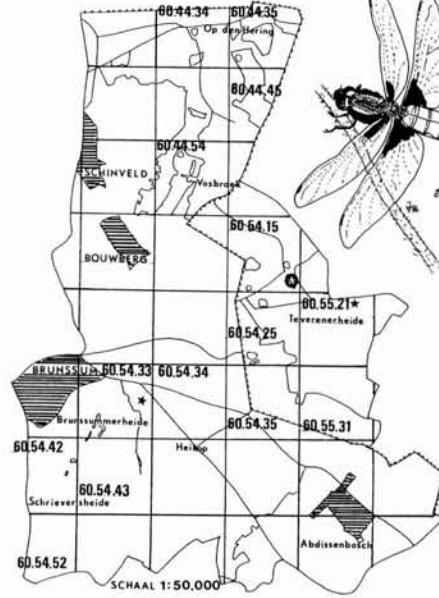 60.44.34 60.44.35
Op den Hering
60.44.45
60.44.54
SCHINVELD
Vosbroek
60.54.15
BOUWBERG
60.55.21
Teverenerheide
60.54.25
BRUNSSUM 60.54.33 60.54.34
Brunssummerheide
60.54.35 60.55.31
60.54.42
Heikop
60.54.43
Schrieversheide
Abdissenbosch
60.54.52
SCHAAL 1:50.000